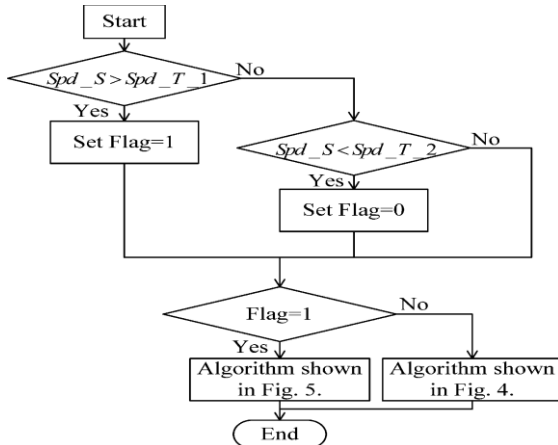 Start
Spd_S>Spd_T_1
No
Yes
Set Flag=1
Spd_S<Spd_T_2
No
Yes
Set Flag=0
Flag=1
No
Yes
Algorithm shown
in Fig. 5.
Algorithm shown
in Fig. 4.
End